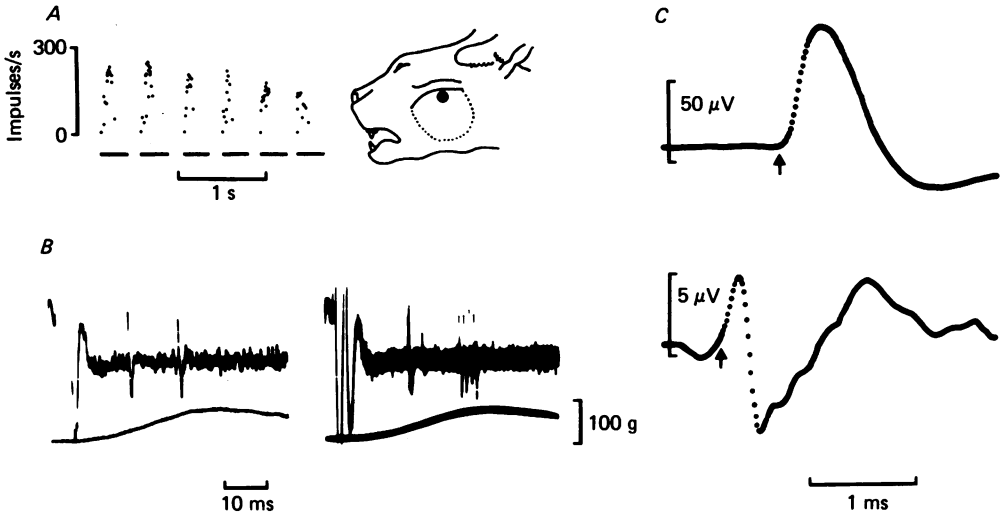 A
300
Impulses/s
0
1 s
B
100 g
10 ms
C
50 μV
5 μV
1 ms